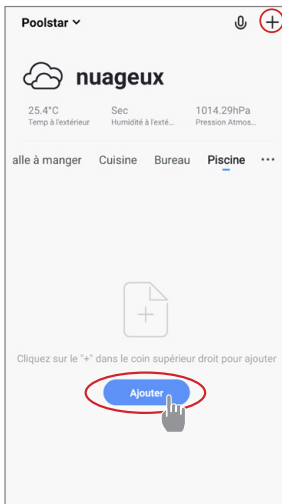 Poolstar
nuageux
25.4°C Sec 1014.29hPa
Temp à l'extérieur Humidité à l'exté... Pression Atmos...
alle à manger Cuisine Bureau Piscine ...
Cliquez sur le "+" dans le coin supérieur droit pour ajouter
Ajouter